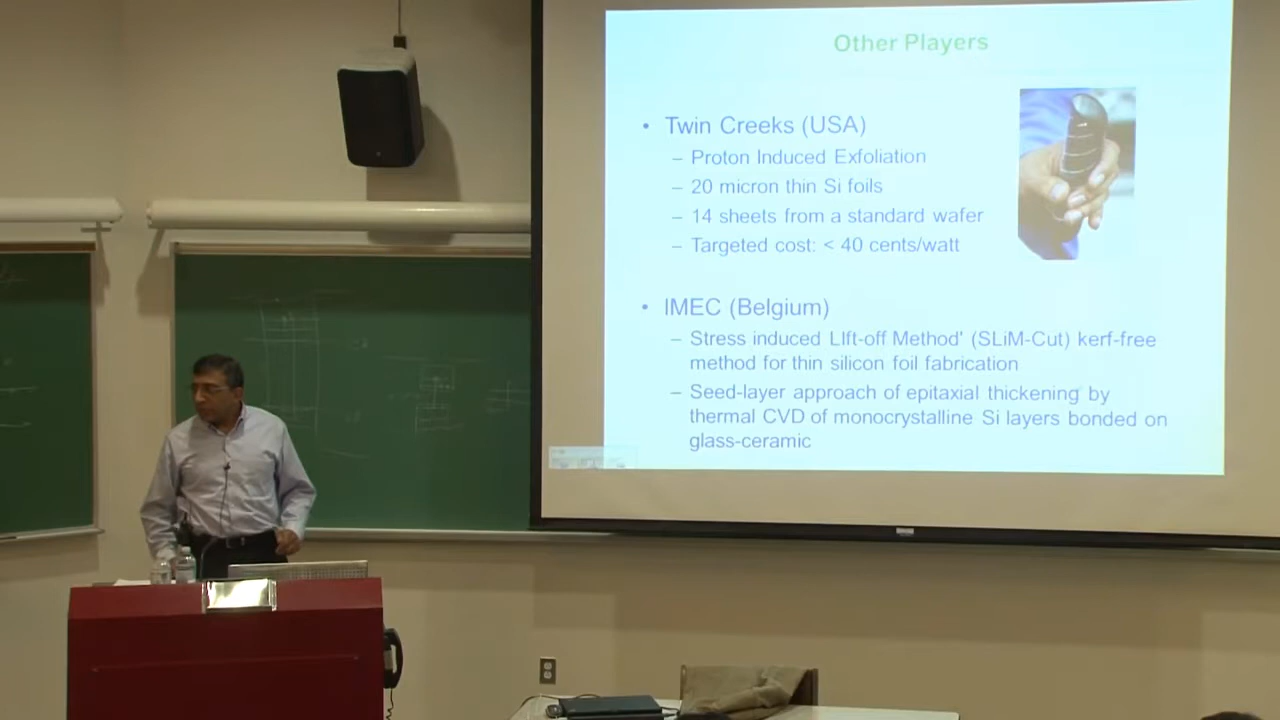 Other Players
• Twin Creeks (USA)
– Proton Induced Exfoliation
– 20 micron thin Si foils
– 14 sheets from a standard wafer
– Targeted cost: < 40 cents/watt
• IMEC (Belgium)
– Stress induced LIft-off Method' (SLiM-Cut) kerf-free
method for thin silicon foil fabrication
– Seed-layer approach of epitaxial thickening by
thermal CVD of monocrystalline Si layers bonded on
glass-ceramic